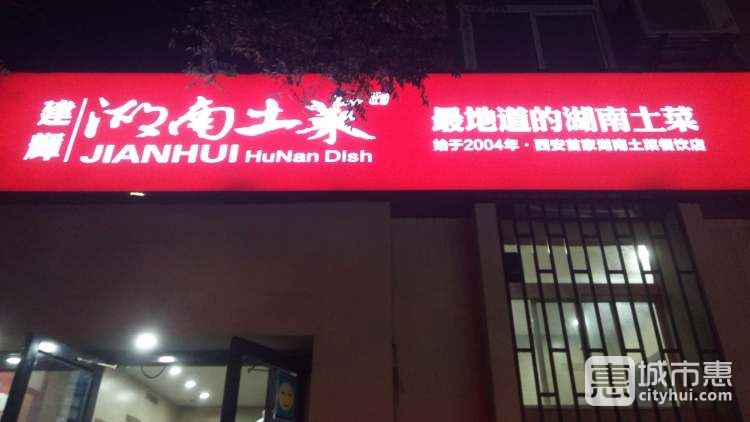 建輝
湖南土菜
JIANHUI HuNan DIsh
最地道的湖南土菜
始于2004年·西安首家湖南土菜餐饮店
惠 城市惠
cityhui.com